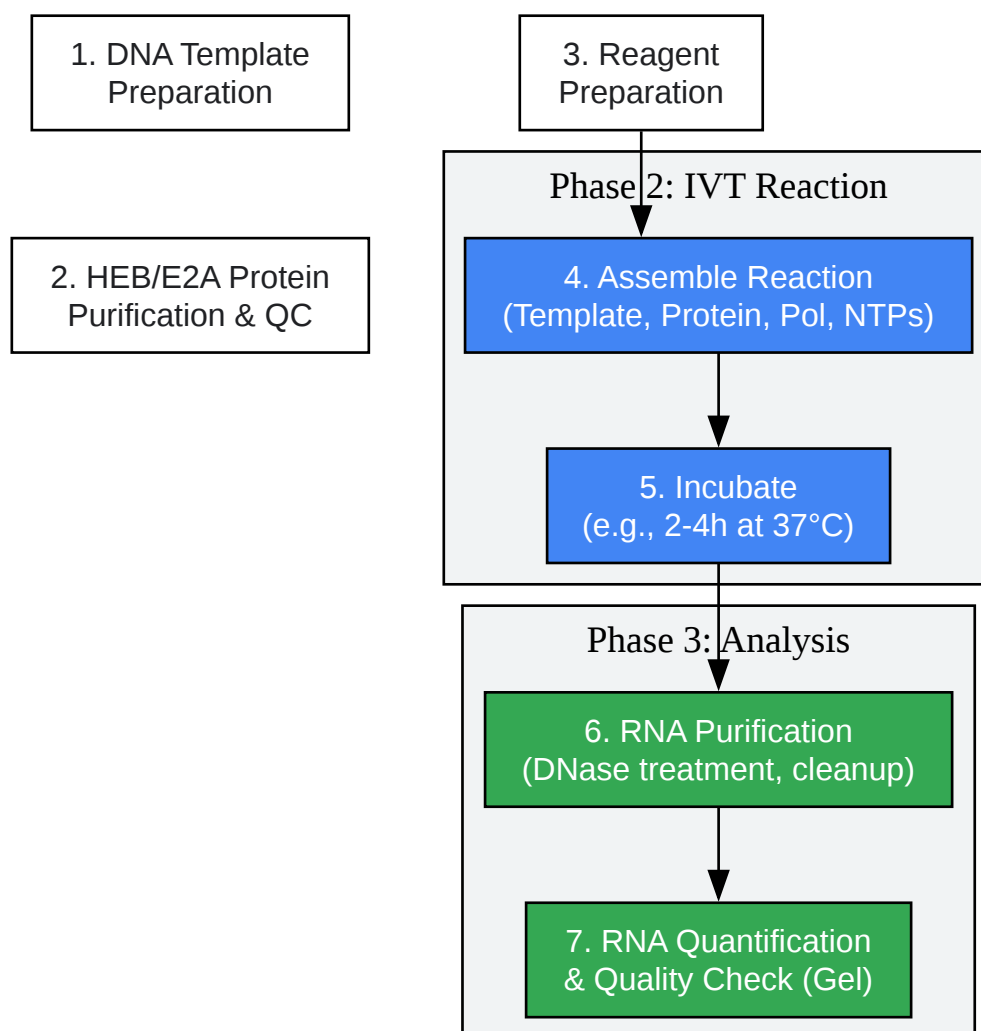 1. DNA Template
Preparation
3. Reagent
Preparation
Phase 2: IVT Reaction
2. HEB/E2A Protein
Purification & QC
4. Assemble Reaction
(Template, Protein, Pol, NTPs)
5. Incubate
(e.g., 2-4h at 37°C)
Phase 3: Analysis
6. RNA Purification
(DNase treatment, cleanup)
7. RNA Quantification
& Quality Check (Gel)